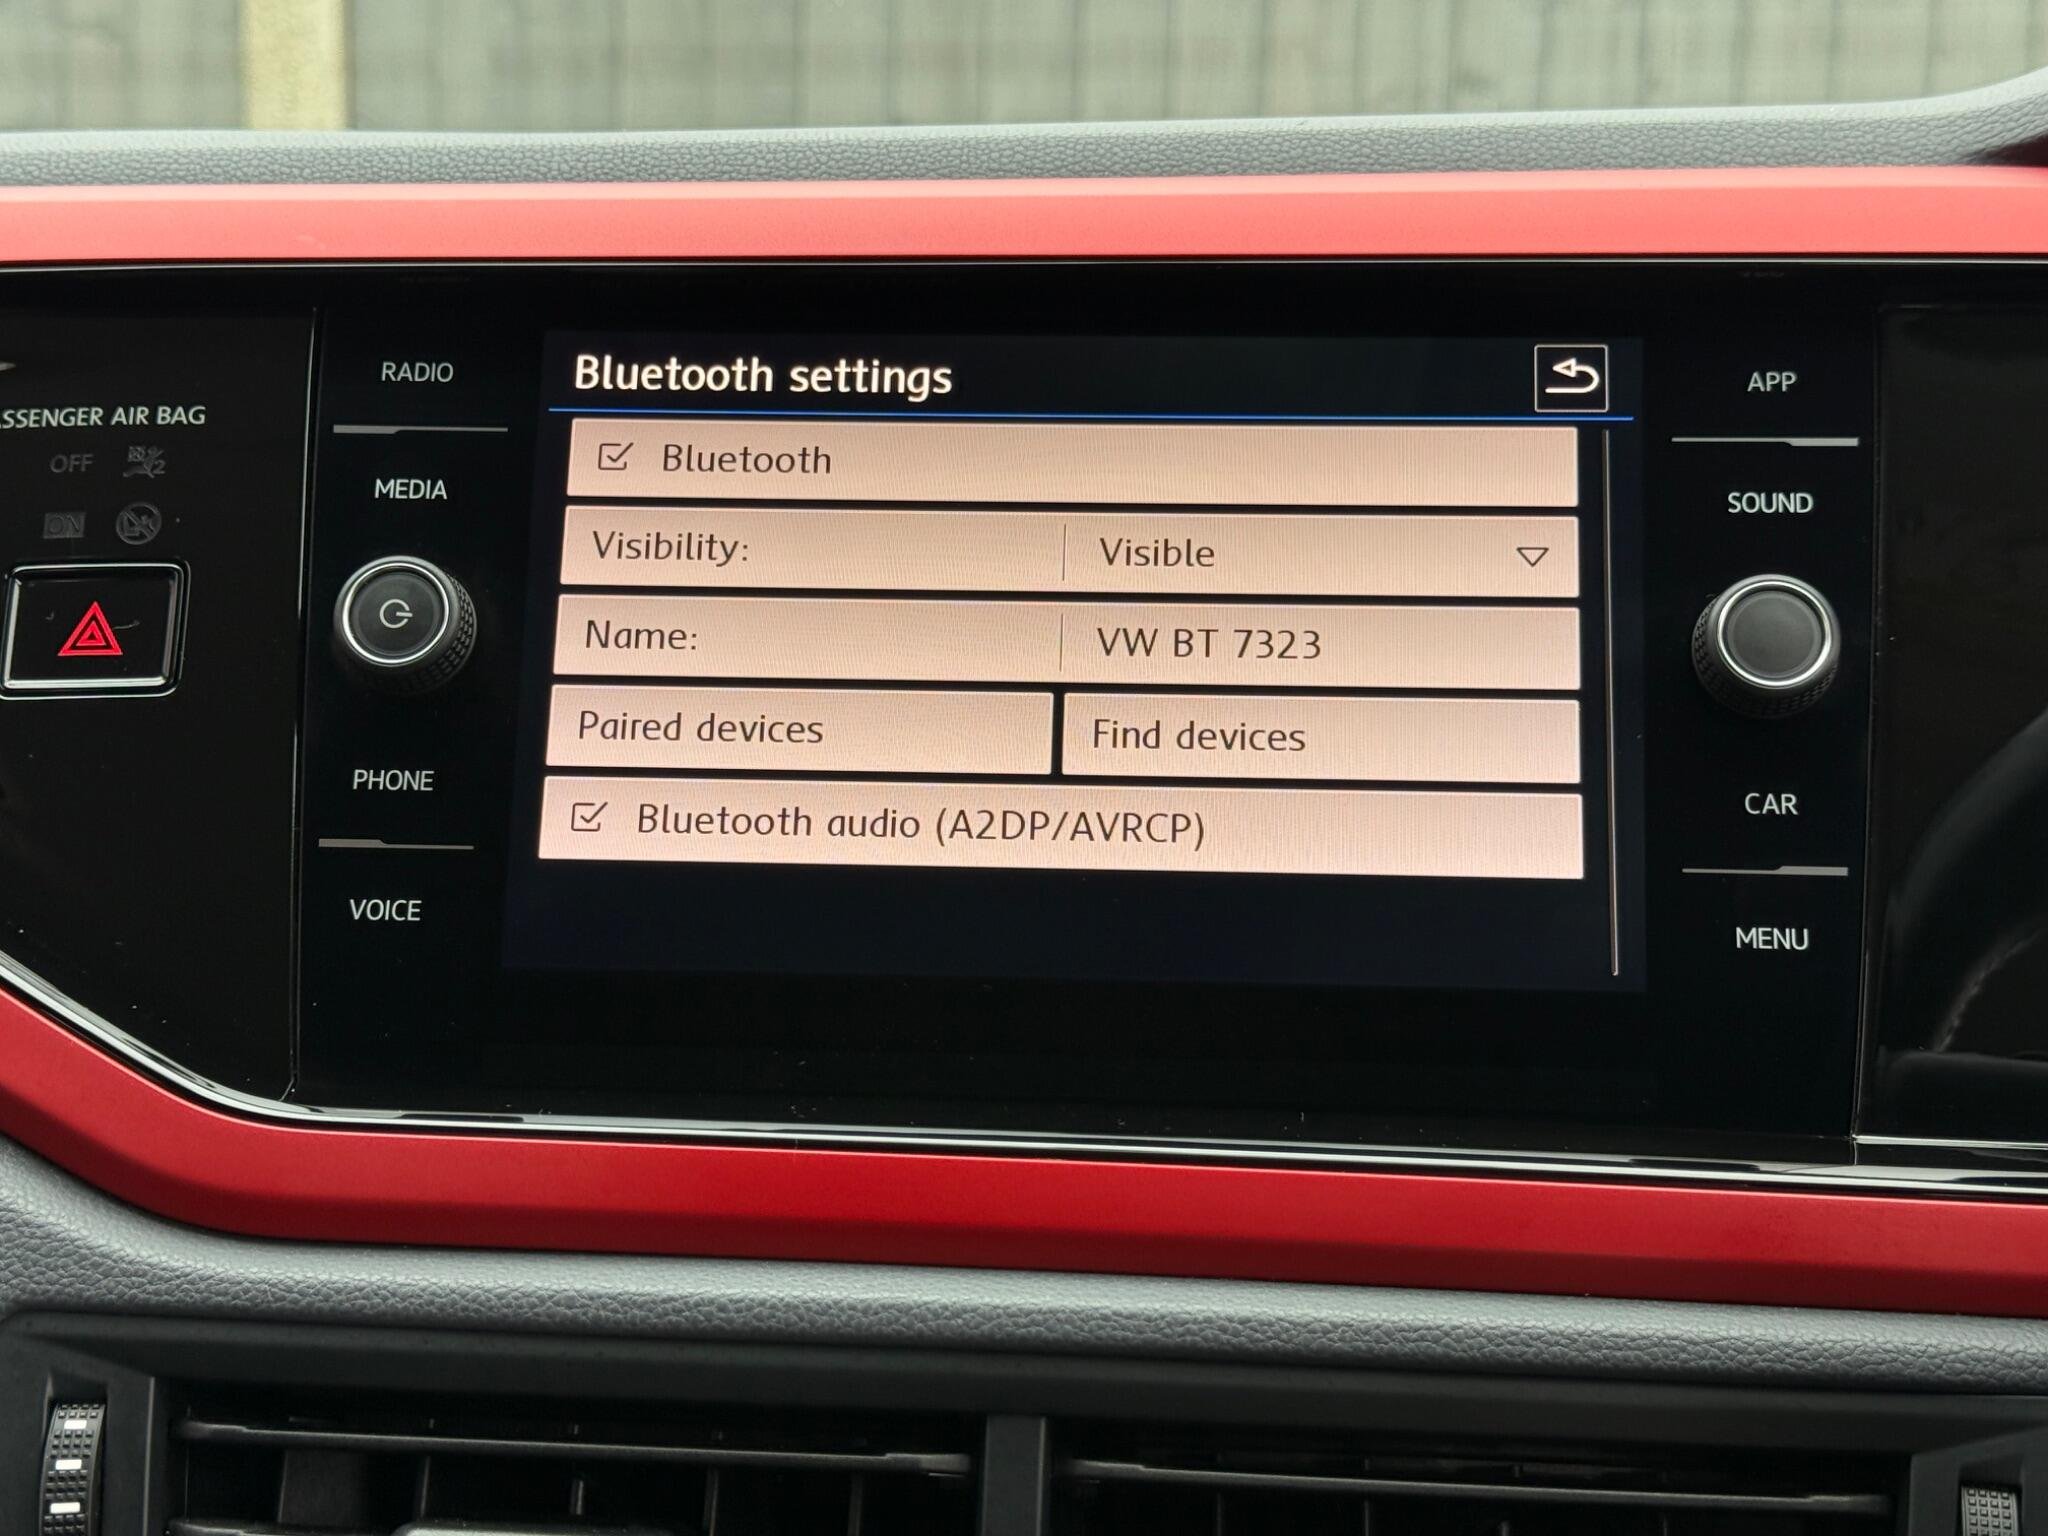 RADIO
MEDIA
PHONE
VOICE
SSENGER AIR BAG
OFF
2
ON
Bluetooth settings
Bluetooth
Visibility: Visible
Name: VW BT 7323
Paired devices Find devices
Bluetooth audio (A2DP/AVRCP)
APP
SOUND
CAR
MENU